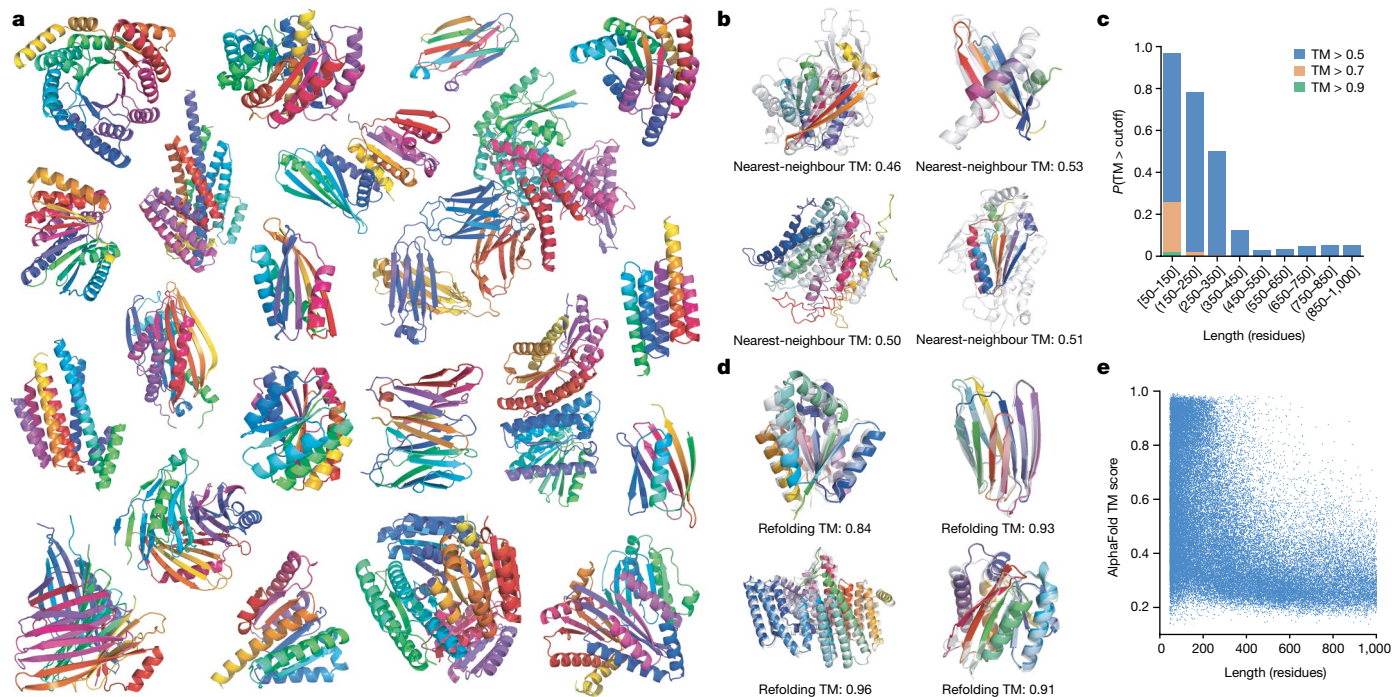 a
b
Nearest-neighbour TM: 0.46
Nearest-neighbour TM: 0.53
Nearest-neighbour TM: 0.50
Nearest-neighbour TM: 0.51
c
TM > 0.5
TM > 0.7
TM > 0.9
P(TM > cutoff)
1.0
0.8
0.6
0.4
0.2
0
[50–150]
(150–250]
(250–350]
(350–450]
(450–550]
(550–650]
(650–750]
(750–850]
(850–1,000]
Length (residues)
d
Refolding TM: 0.84
Refolding TM: 0.93
Refolding TM: 0.96
Refolding TM: 0.91
e
AlphaFold TM score
1.0
0.8
0.6
0.4
0.2
0
200
400
600
800
1,000
Length (residues)